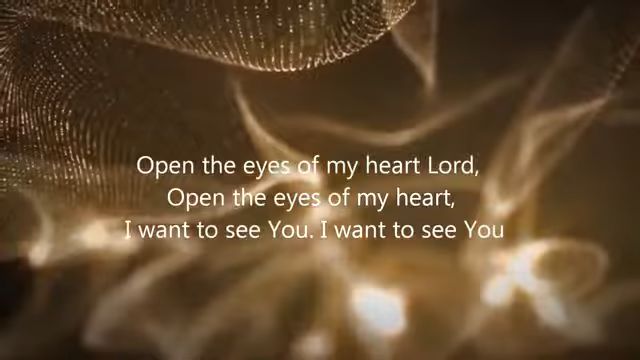 Open the eyes of my heart Lord,
Open the eyes of my heart,
I want to see You. I want to see You